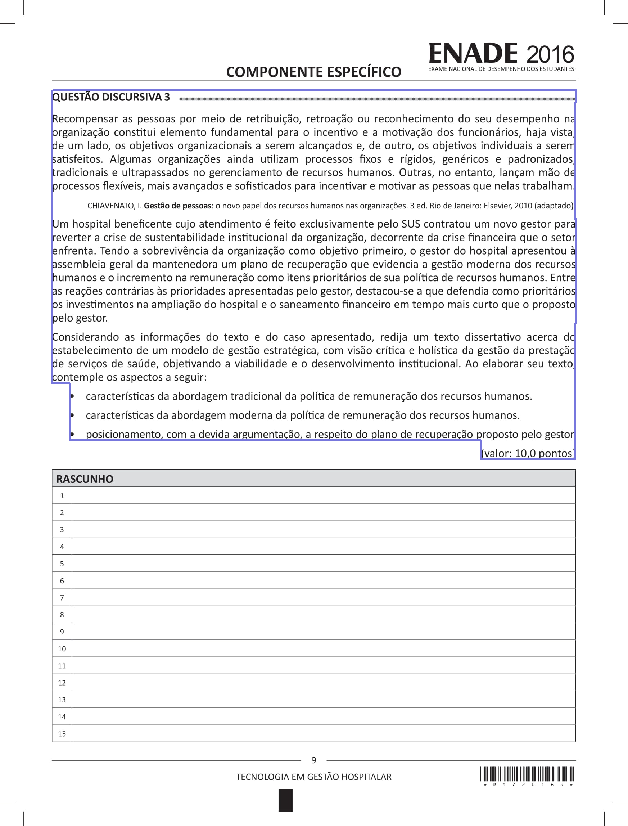 ENADE 2016
EXAME NACIONAL DE DESEMPENHO DOS ESTUDANTES
COMPONENTE ESPECÍFICO
QUESTÃO DISCURSIVA 3
Recompensar as pessoas por meio de retribuição, retroação ou reconhecimento do seu desempenho na
organização constitui elemento fundamental para o incentivo e a motivação dos funcionários, haja vista,
de um lado, os objetivos organizacionais a serem alcançados e, de outro, os objetivos individuais a serem
satisfeitos. Algumas organizações ainda utilizam processos fixos e rígidos, genéricos e padronizados,
tradicionais e ultrapassados no gerenciamento de recursos humanos. Outras, no entanto, lançam mão de
processos flexíveis, mais avançados e sofisticados para incentivar e motivar as pessoas que nelas trabalham.
CHIAVENATO, I. Gestão de pessoas: o novo papel dos recursos humanos nas organizações. 3 ed. Rio de Janeiro: Elsevier, 2010 (adaptado).
Um hospital beneficente cujo atendimento é feito exclusivamente pelo SUS contratou um novo gestor para
reverter a crise de sustentabilidade institucional da organização, decorrente da crise financeira que o setor
enfrenta. Tendo a sobrevivência da organização como objetivo primeiro, o gestor do hospital apresentou à
assembleia geral da mantenedora um plano de recuperação que evidencia a gestão moderna dos recursos
humanos e o incremento na remuneração como itens prioritários de sua política de recursos humanos. Entre
as reações contrárias às prioridades apresentadas pelo gestor, destacou-se a que defendia como prioritários
os investimentos na ampliação do hospital e o saneamento financeiro em tempo mais curto que o proposto
pelo gestor.
Considerando as informações do texto e do caso apresentado, redija um texto dissertativo acerca do
estabelecimento de um modelo de gestão estratégica, com visão crítica e holística da gestão da prestação
de serviços de saúde, objetivando a viabilidade e o desenvolvimento institucional. Ao elaborar seu texto,
contemple os aspectos a seguir:
• características da abordagem tradicional da política de remuneração dos recursos humanos.
• características da abordagem moderna da política de remuneração dos recursos humanos.
• posicionamento, com a devida argumentação, a respeito do plano de recuperação proposto pelo gestor.
(valor: 10,0 pontos)
RASCUNHO
1
2
3
4
5
6
7
8
9
10
11
12
13
14
15
9
TECNOLOGIA EM GESTÃO HOSPITALAR